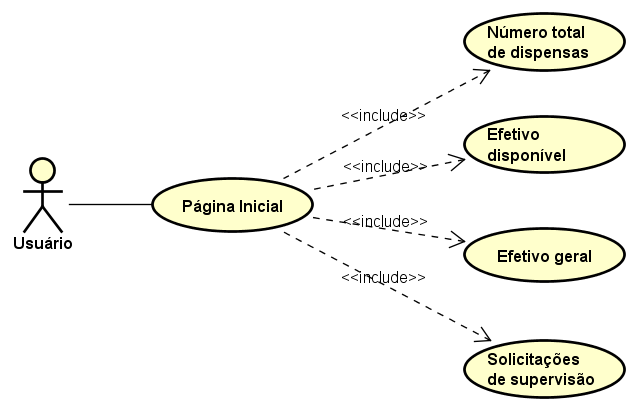 Número total
de dispensas
<<include>>
Efetivo
disponível
<<include>>
Página Inicial
Usuário
<<include>>
Efetivo geral
<<include>>
Solicitações
de supervisão